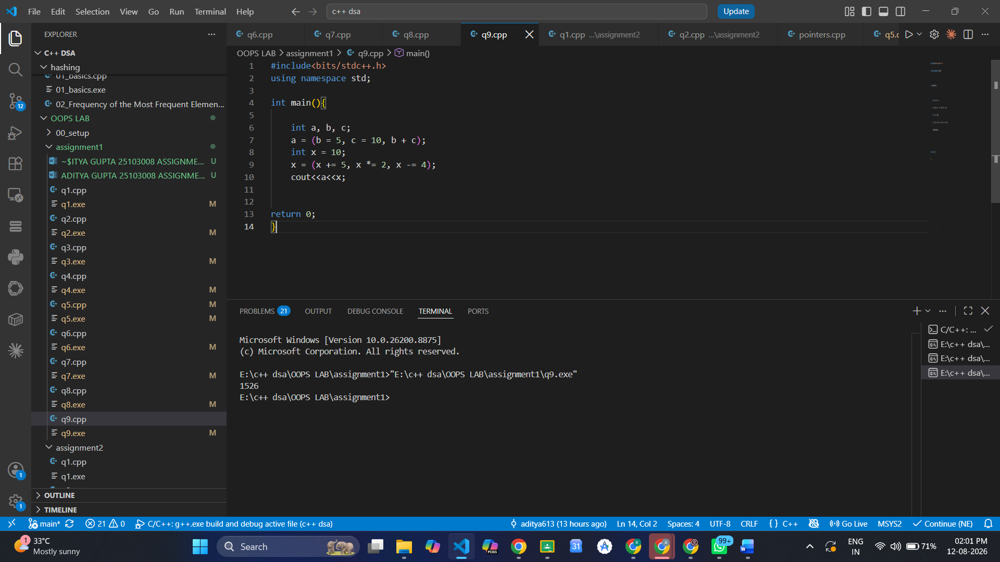 File Edit Selection View Go Run Terminal Help
c++ dsa
Update
EXPLORER
C++ DSA
hashing
01_basics.cpp
01_basics.exe
02_Frequency of the Most Frequent Elemen...
OOPS LAB
00_setup
assignment1
~$ITYA GUPTA 25103008 ASSIGNME... U
ADITYA GUPTA 25103008 ASSIGNME... U
q1.cpp
q1.exe M
q2.cpp
q2.exe M
q3.cpp
q3.exe M
q4.cpp
q4.exe M
q5.cpp M
q5.exe M
q6.cpp
q6.exe M
q7.cpp
q7.exe M
q8.cpp
q8.exe M
q9.cpp
q9.exe M
assignment2
q1.cpp
q1.exe
OUTLINE
TIMELINE
12
1
1
q6.cpp q7.cpp q8.cpp q9.cpp q1.cpp ...\assignment2 q2.cpp ...\assignment2 pointers.cpp q5.c
OOPS LAB > assignment1 > q9.cpp > main()
1 #include<bits/stdc++.h>
2 using namespace std;
3
4 int main(){
5
6 int a, b, c;
7 a = (b = 5, c = 10, b + c);
8 int x = 10;
9 x = (x += 5, x *= 2, x -= 4);
10 cout<<a<<x;
11
12
13 return 0;
14 }
PROBLEMS 21 OUTPUT DEBUG CONSOLE TERMINAL PORTS
Microsoft Windows [Version 10.0.26200.8875]
(c) Microsoft Corporation. All rights reserved.
E:\c++ dsa\OOPS LAB\assignment1>"E:\c++ dsa\OOPS LAB\assignment1\q9.exe"
1526
E:\c++ dsa\OOPS LAB\assignment1>
C/C++: ...
E:\c++ dsa\...
E:\c++ dsa\...
E:\c++ dsa\...
main* 21 0 C/C++: g++.exe build and debug active file (c++ dsa)
aditya613 (13 hours ago) Ln 14, Col 2 Spaces: 4 UTF-8 CRLF {} C++ Go Live MSYS2 Continue (NE)
1
33°C
Mostly sunny
Search
M365
31
K
A
99+
W
ENG
IN
71%
02:01 PM
12-08-2026